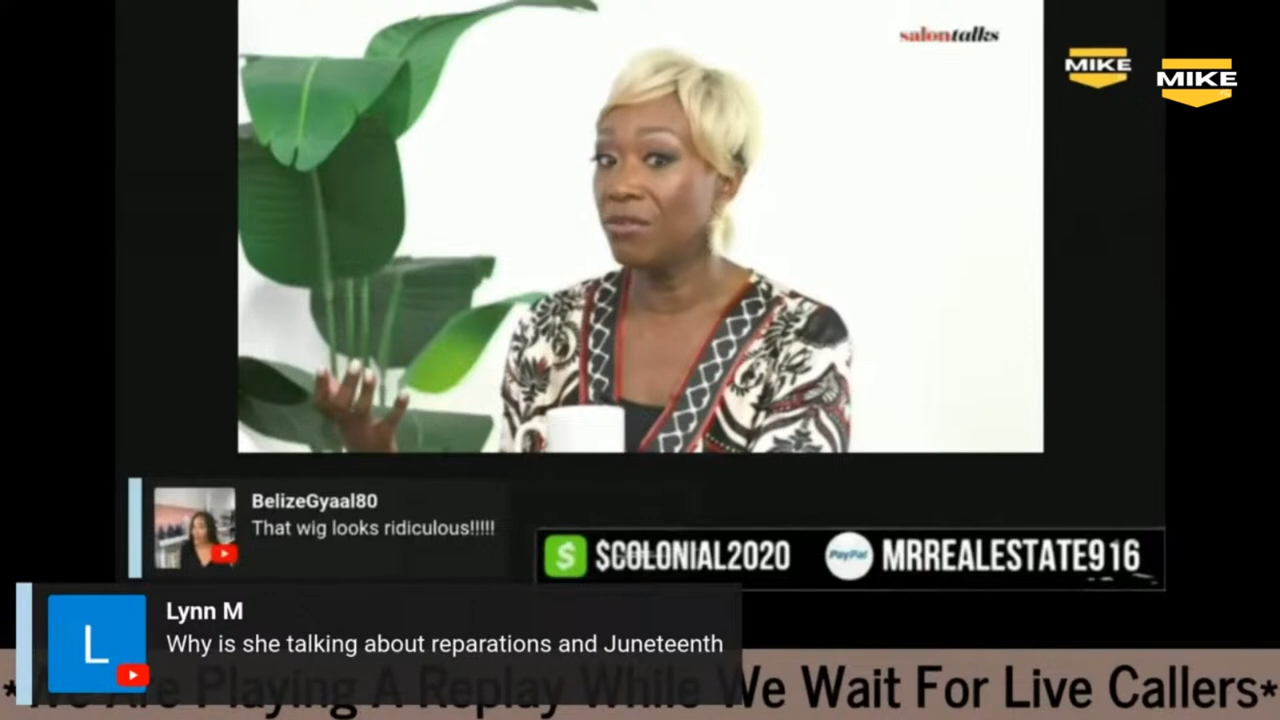 salontalks
MIKE
MIKE
BelizeGyaal80
That wig looks ridiculous!!!!!
$ $COLONIAL2020 PayPal MRREALESTATE916
L
Lynn M
Why is she talking about reparations and Juneteenth
*We Are Playing A Replay While We Wait For Live Callers*